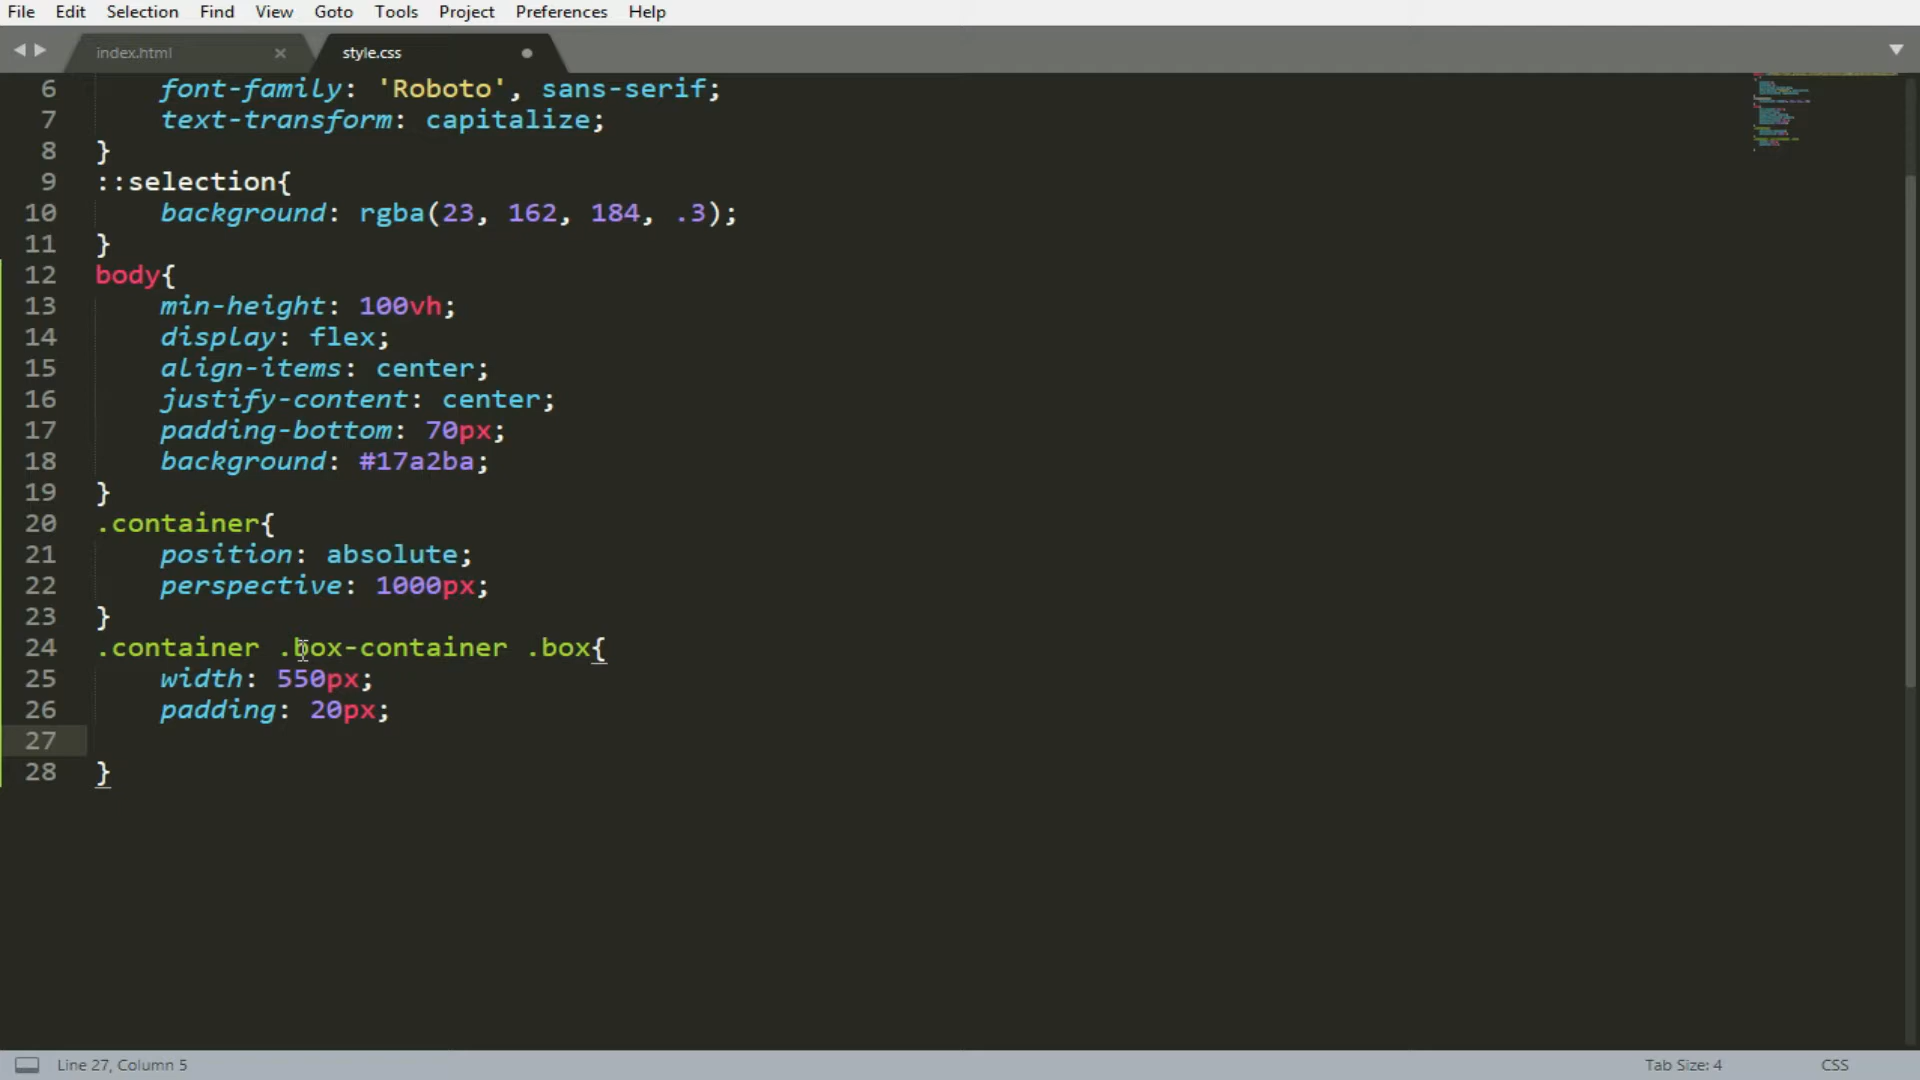 File Edit Selection Find View Goto Tools Project Preferences Help
index.html style.css
6 font-family: 'Roboto', sans-serif;
7 text-transform: capitalize;
8 }
9 ::selection{
10 background: rgba(23, 162, 184, .3);
11 }
12 body{
13 min-height: 100vh;
14 display: flex;
15 align-items: center;
16 justify-content: center;
17 padding-bottom: 70px;
18 background: #17a2ba;
19 }
20 .container{
21 position: absolute;
22 perspective: 1000px;
23 }
24 .container .box-container .box{
25 width: 550px;
26 padding: 20px;
27
28 }
Line 27, Column 5 Tab Size: 4 CSS